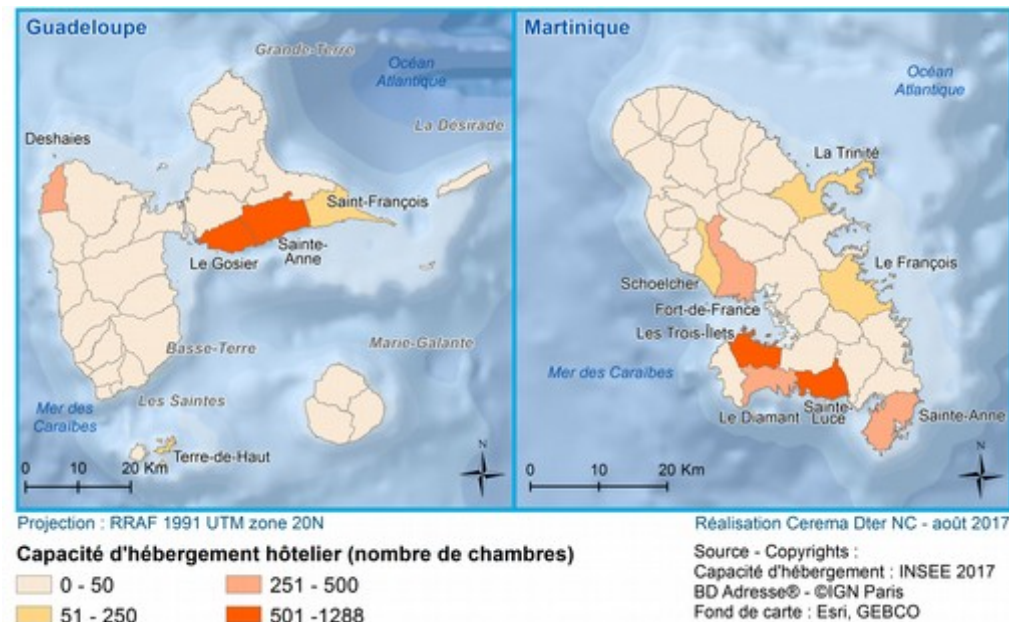 Guadeloupe
Grande-Terre
Océan
Atlantique
La Désirade
Deshaies
Saint-François
Sainte-
Anne
Le Gosier
Basse-Terre
Marie-Galante
Mer des
Caraïbes
Les Saintes
Terre-de-Haut
0 10 20 Km
N
Martinique
Océan
Atlantique
La Trinité
Le François
Schoelcher
Fort-de-France
Les Trois-Îlets
Mer des Caraïbes
Le Diamant
Sainte-
Luce
Sainte-Anne
0 10 20 Km
N
Projection : RRAF 1991 UTM zone 20N
Réalisation Cerema Dter NC - août 2017
Capacité d'hébergement hôtelier (nombre de chambres)
0 - 50
251 - 500
51 - 250
501 -1288
Source - Copyrights :
Capacité d'hébergement : INSEE 2017
BD Adresse® - ©IGN Paris
Fond de carte : Esri, GEBCO